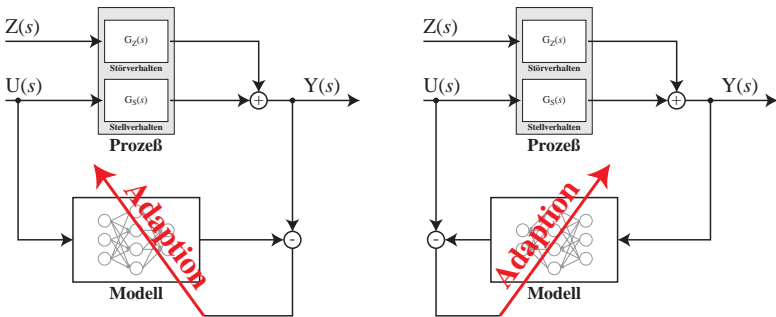 Z(s)
G_Z(s)
Störverhalten
U(s)
G_S(s)
+
Y(s)
Stellverhalten
Prozeß
Adaption
-
Modell
Z(s)
G_Z(s)
Störverhalten
U(s)
G_S(s)
+
Y(s)
Stellverhalten
Prozeß
Adaption
-
Modell